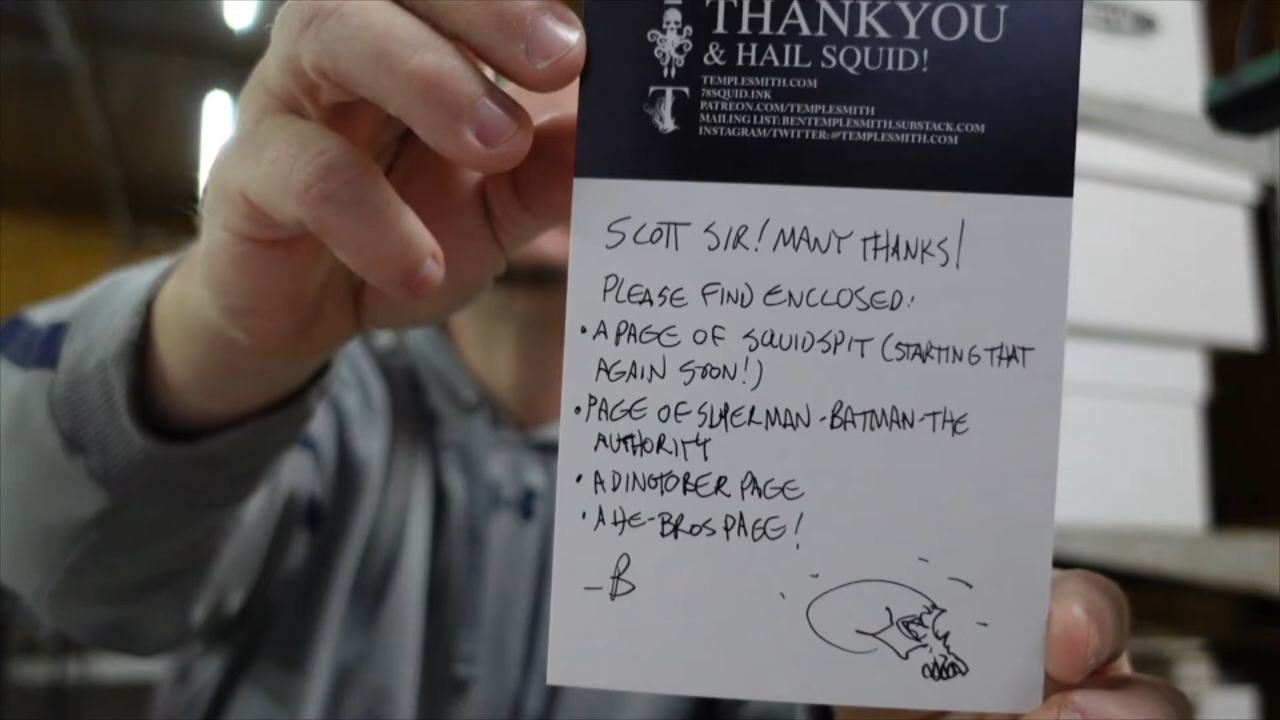 THANKYOU
& HAIL SQUID!
TEMPLESMITH.COM
78SQUID.INK
PATREON.COM/TEMPLESMITH
MAILING LIST: BENTEMPLESMITH.SUBSTACK.COM
INSTAGRAM/TWITTER: @TEMPLESMITH.COM
T
SCOTT SIR! MANY THANKS!
PLEASE FIND ENCLOSED:
• A PAGE OF SQUIDSPIT (STARTING THAT
AGAIN SOON!)
• PAGE OF SUPERMAN-BATMAN-THE
AUTHORITY
• A DINGTOBER PAGE
• A HE-BROS PAGE!
- B